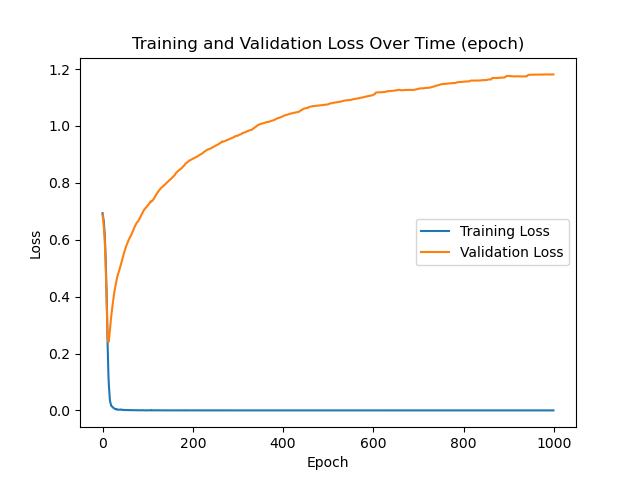 Training and Validation Loss Over Time (epoch)
1.2
1.0
0.8
0.6
0.4
0.2
0.0
Loss
Training Loss
Validation Loss
0 200 400 600 800 1000
Epoch